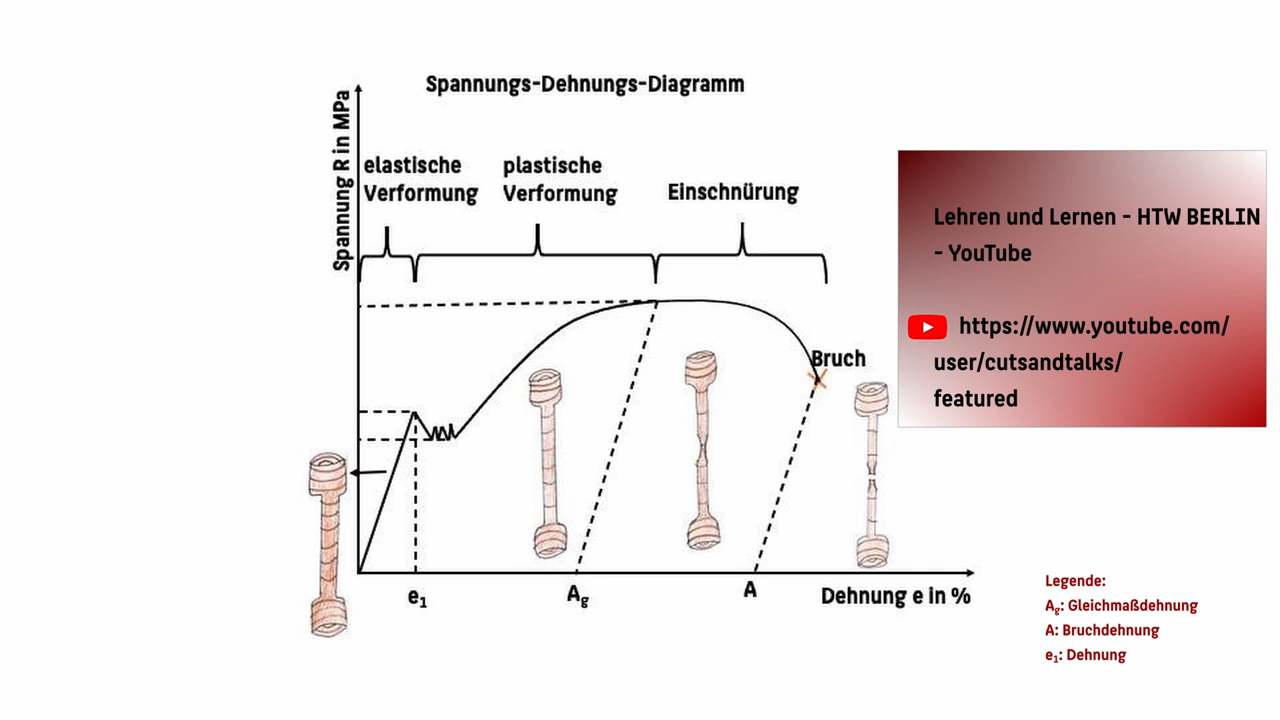 Spannungs-Dehnungs-Diagramm
Spannung R in MPa
elastische
Verformung
plastische
Verformung
Einschnürung
Bruch
e₁
Ag
A
Dehnung e in %
Lehren und Lernen - HTW BERLIN
- YouTube
https://www.youtube.com/
user/cutsandtalks/
featured
Legende:
Ag: Gleichmaßdehnung
A: Bruchdehnung
e₁: Dehnung